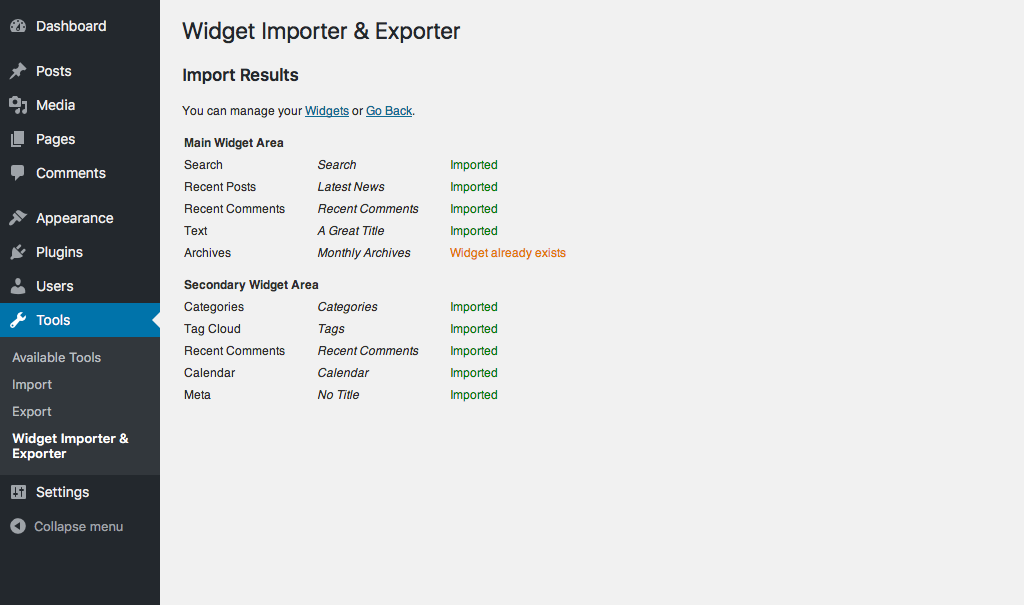 Dashboard
Posts
Media
Pages
Comments
Appearance
Plugins
Users
Tools
Available Tools
Import
Export
Widget Importer &
Exporter
Settings
Collapse menu
Widget Importer & Exporter
Import Results
You can manage your Widgets or Go Back.
Main Widget Area
Search Search Imported
Recent Posts Latest News Imported
Recent Comments Recent Comments Imported
Text A Great Title Imported
Archives Monthly Archives Widget already exists
Secondary Widget Area
Categories Categories Imported
Tag Cloud Tags Imported
Recent Comments Recent Comments Imported
Calendar Calendar Imported
Meta No Title Imported